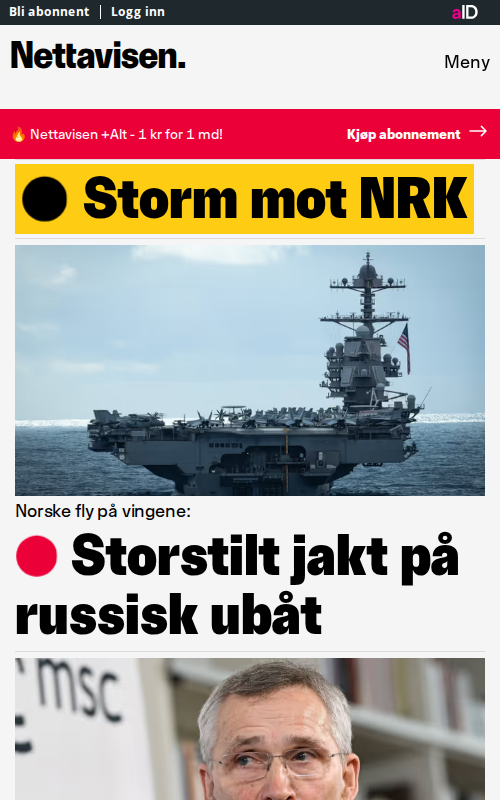 Bli abonnent | Logg inn
aID
Nettavisen.
Meny
🔥 Nettavisen +Alt - 1 kr for 1 md!
Kjøp abonnement →
Storm mot NRK
Norske fly på vingene:
Storstilt jakt på
russisk ubåt
msc